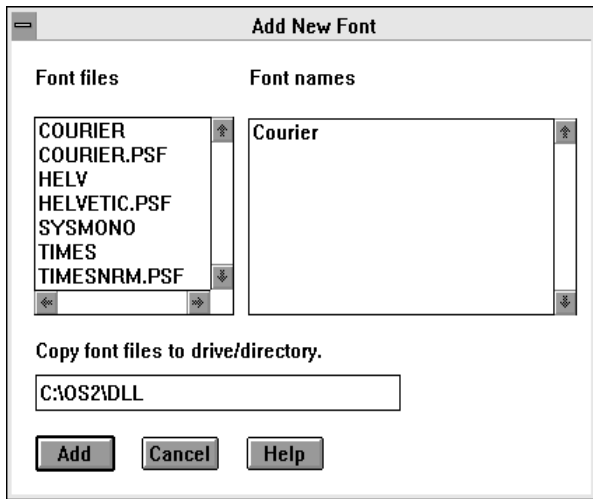 Add New Font
Font files
Font names
COURIER
COURIER.PSF
HELV
HELVETIC.PSF
SYSMONO
TIMES
TIMESNRM.PSF
Courier
Copy font files to drive/directory.
C:\OS2\DLL
Add
Cancel
Help